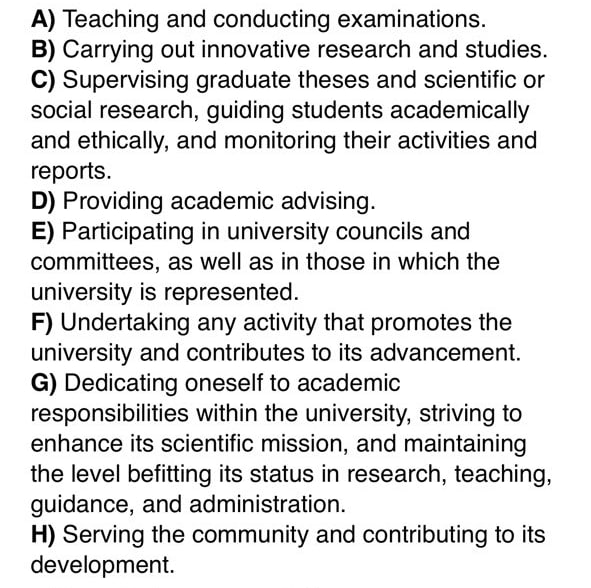 A) Teaching and conducting examinations.
B) Carrying out innovative research and studies.
C) Supervising graduate theses and scientific or
social research, guiding students academically
and ethically, and monitoring their activities and
reports.
D) Providing academic advising.
E) Participating in university councils and
committees, as well as in those in which the
university is represented.
F) Undertaking any activity that promotes the
university and contributes to its advancement.
G) Dedicating oneself to academic
responsibilities within the university, striving to
enhance its scientific mission, and maintaining
the level befitting its status in research, teaching,
guidance, and administration.
H) Serving the community and contributing to its
development.